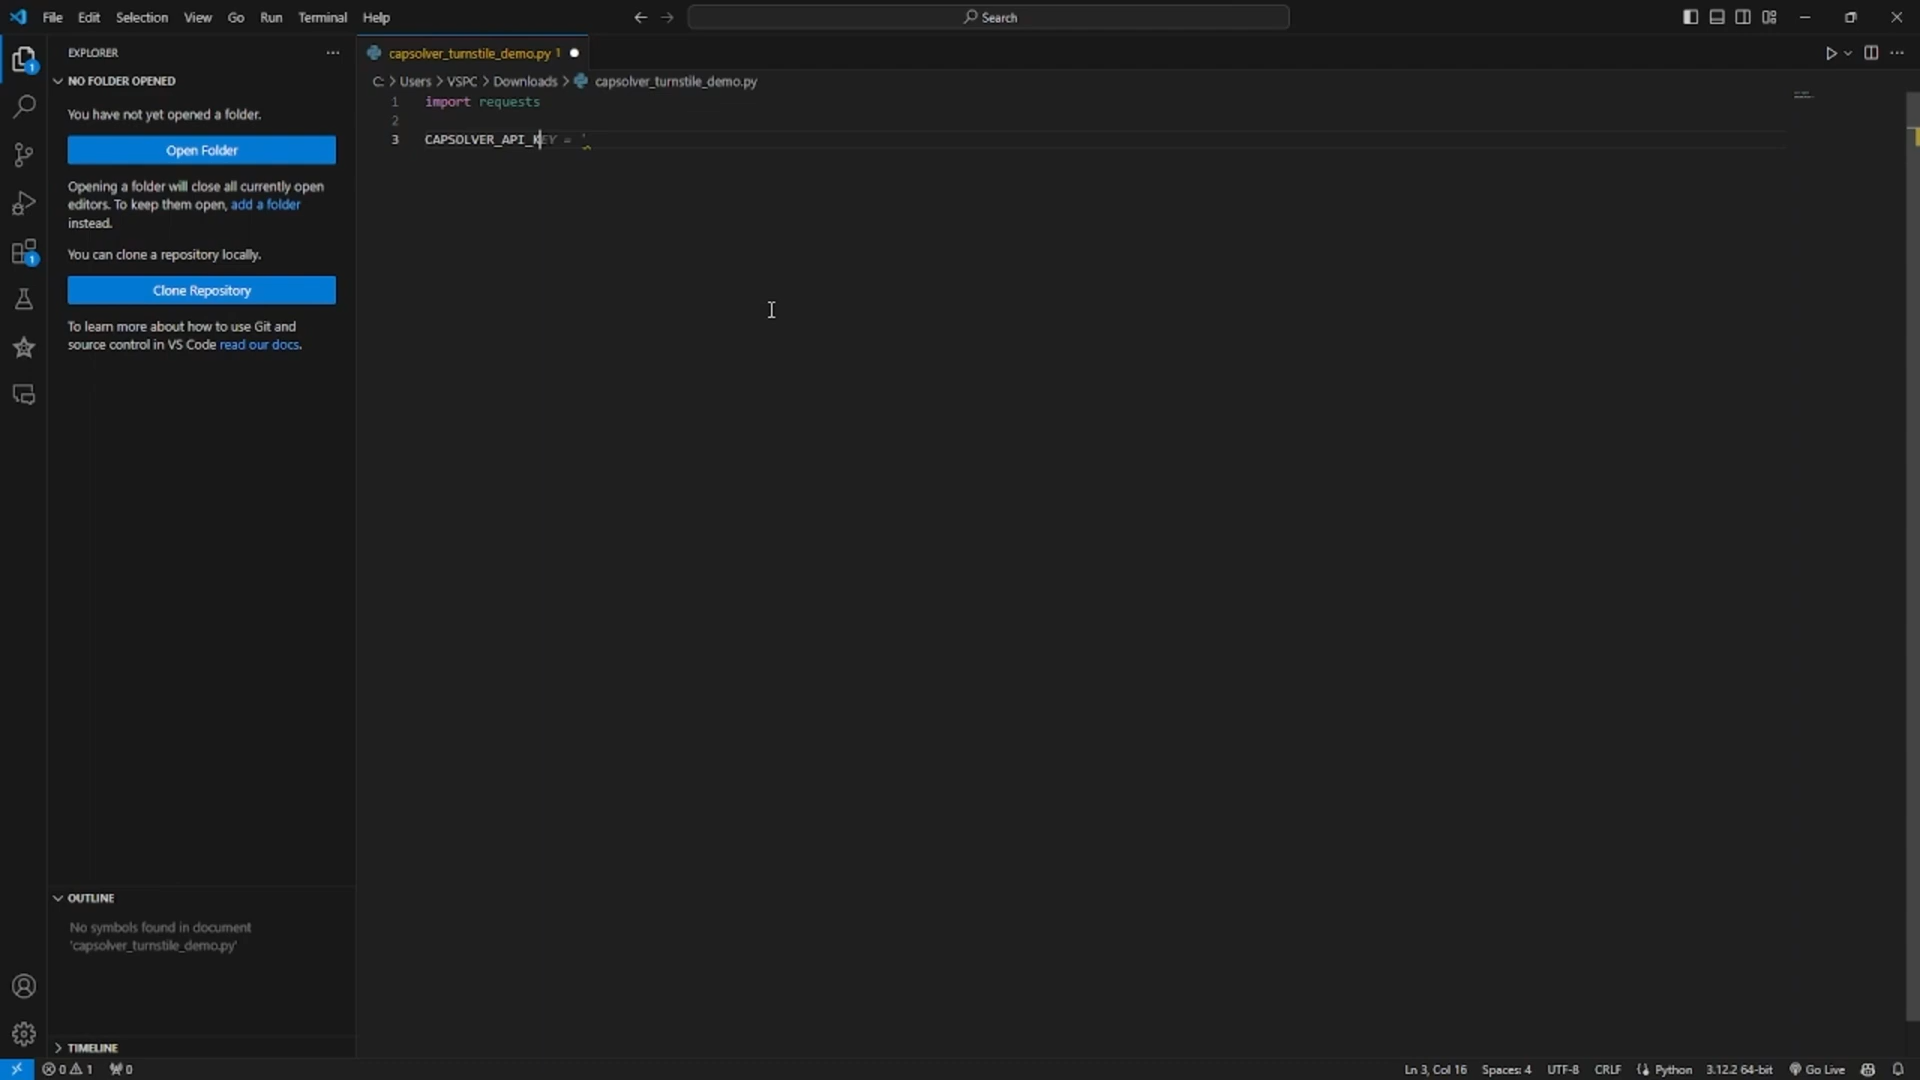 File Edit Selection View Go Run Terminal Help
Search
EXPLORER
NO FOLDER OPENED
You have not yet opened a folder.
Open Folder
Opening a folder will close all currently open
editors. To keep them open, add a folder
instead.
You can clone a repository locally.
Clone Repository
To learn more about how to use Git and
source control in VS Code read our docs.
OUTLINE
No symbols found in document
'capsolver_turnstile_demo.py'
TIMELINE
capsolver_turnstile_demo.py 1
C: > Users > VSPC > Downloads > capsolver_turnstile_demo.py
1 import requests
2
3 CAPSOLVER_API_KEY = '
1
1
0 1 0
Ln 3, Col 16 Spaces: 4 UTF-8 CRLF Python 3.12.2 64-bit Go Live